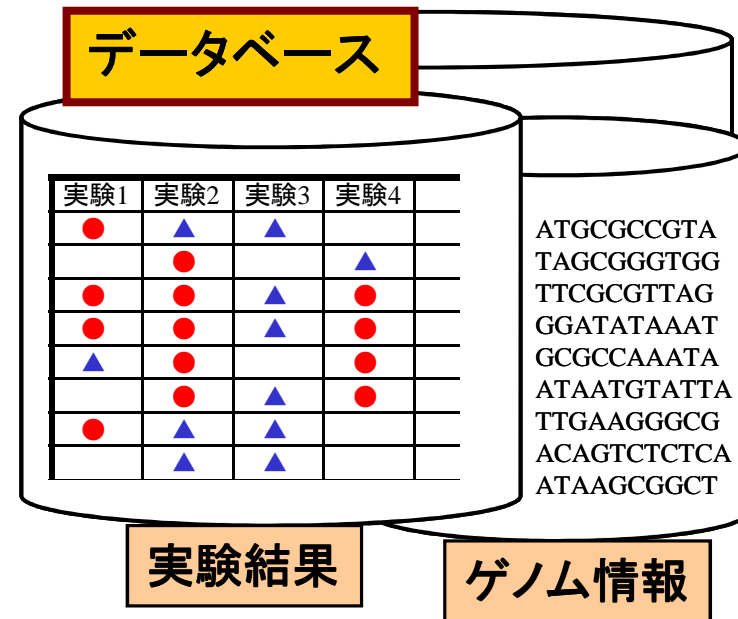 データベース
実験1 実験2 実験3 実験4
ATGCGCCGTA
TAGCGGGTGG
TTCGCGTTAG
GGATATAAAT
GCGCCAAATA
ATAATGTATTA
TTGAAGGGCG
ACAGTCTCTCA
ATAAGCGGCT
実験結果
ゲノム情報